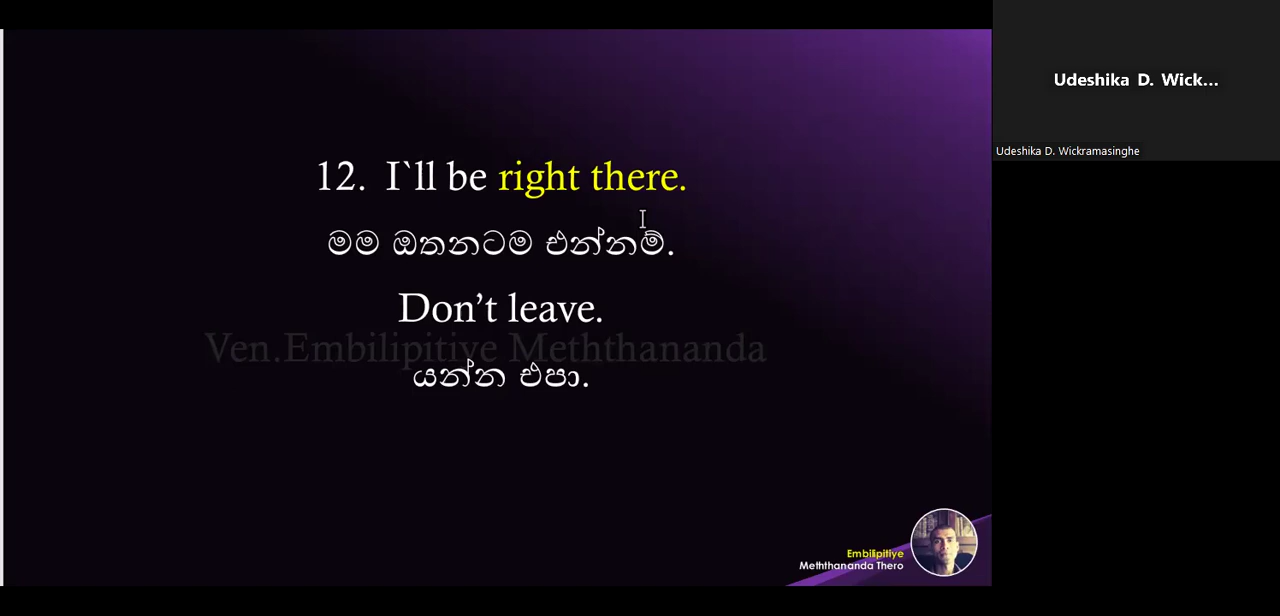 Udeshika D. Wick...
Udeshika D. Wickramasinghe
12. I`ll be right there.
මම ඔතනටම එන්නම්.
Don’t leave.
Ven.Embilipitiye Meththananda
යන්න එපා.
Embilipitiye
Meththananda Thero